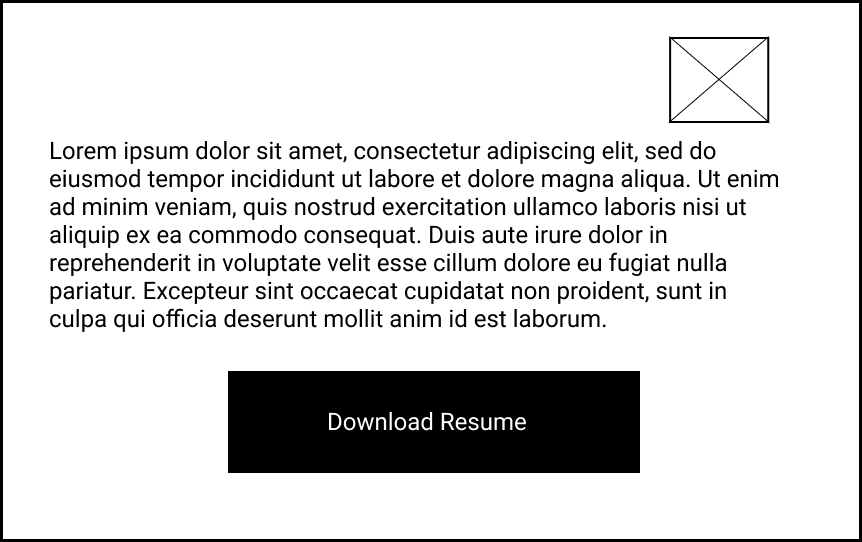 Lorem ipsum dolor sit amet, consectetur adipiscing elit, sed do
eiusmod tempor incididunt ut labore et dolore magna aliqua. Ut enim
ad minim veniam, quis nostrud exercitation ullamco laboris nisi ut
aliquip ex ea commodo consequat. Duis aute irure dolor in
reprehenderit in voluptate velit esse cillum dolore eu fugiat nulla
pariatur. Excepteur sint occaecat cupidatat non proident, sunt in
culpa qui officia deserunt mollit anim id est laborum.
Download Resume